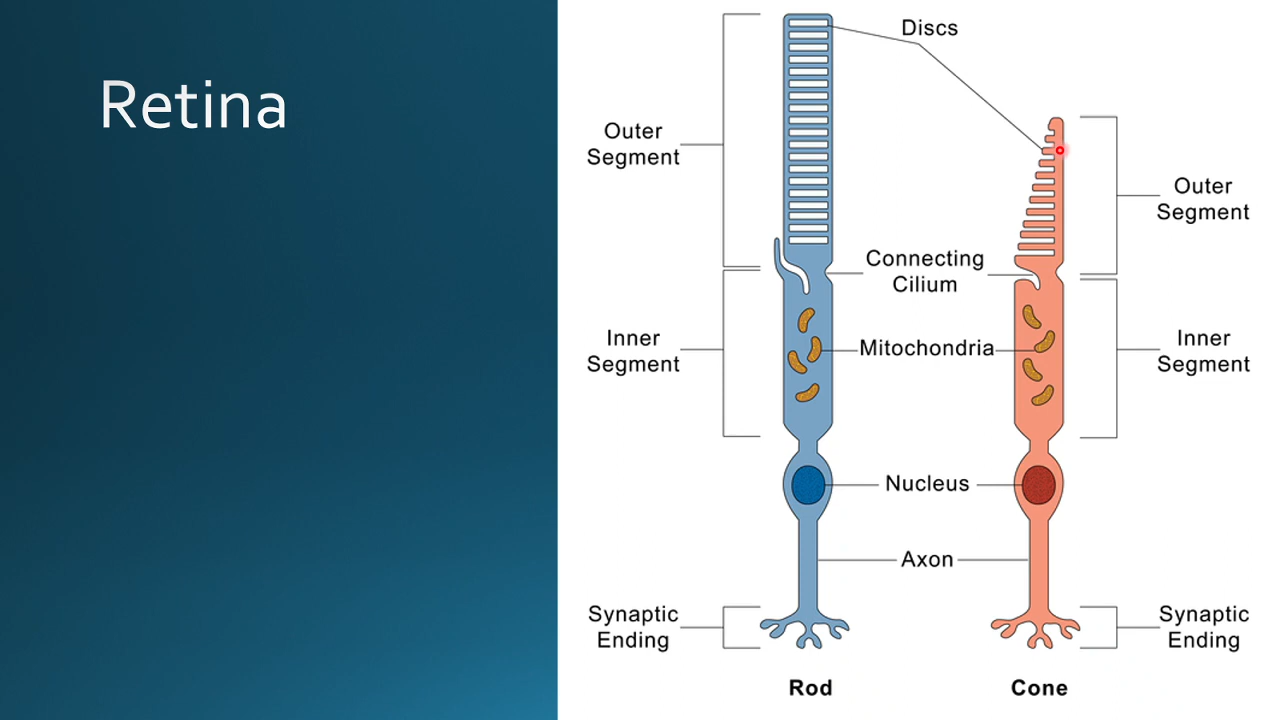 Retina
Discs
Outer
Segment
Outer
Segment
Connecting
Cilium
Inner
Segment
Mitochondria
Inner
Segment
Nucleus
Axon
Synaptic
Ending
Synaptic
Ending
Rod
Cone